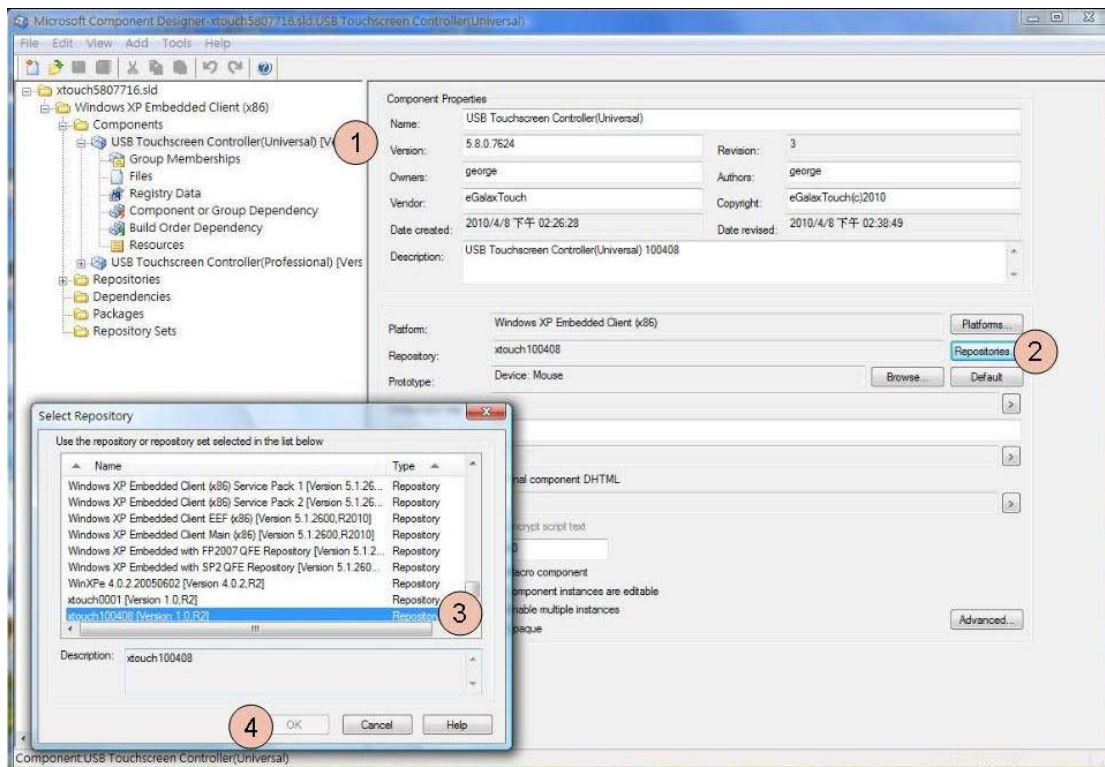 Microsoft Component Designer-xtouch5807716.sld:USB Touchscreen Controller(Universal)
File Edit View Add Tools Help
xtouch5807716.sld
Windows XP Embedded Client (x86)
Components
USB Touchscreen Controller(Universal) [Ve
1
Group Memberships
Files
Registry Data
Component or Group Dependency
Build Order Dependency
Resources
USB Touchscreen Controller(Professional) [Vers
Repositories
Dependencies
Packages
Repository Sets
Component Properties
Name: USB Touchscreen Controller(Universal)
Version: 5.8.0.7624 Revision: 3
Owners: george Authors: george
Vendor: eGalaxTouch Copyright: eGalaxTouch(c)2010
Date created: 2010/4/8 下午 02:26:28 Date revised: 2010/4/8 下午 02:38:49
Description: USB Touchscreen Controller(Universal) 100408
Platform: Windows XP Embedded Client (x86) Platforms...
Repository: xtouch100408 Repositories 2
Prototype: Device: Mouse Browse... Default
nal component DHTML
crypt script text
acro component
omponent instances are editable
nable multiple instances
paque
Advanced...
Select Repository
Use the repository or repository set selected in the list below
Name Type
Windows XP Embedded Client (x86) Service Pack 1 [Version 5.1.26... Repository
Windows XP Embedded Client (x86) Service Pack 2 [Version 5.1.26... Repository
Windows XP Embedded Client EEF (x86) [Version 5.1.2600,R2010] Repository
Windows XP Embedded Client Main (x86) [Version 5.1.2600,R2010] Repository
Windows XP Embedded with FP2007 QFE Repository [Version 5.1.2... Repository
Windows XP Embedded with SP2 QFE Repository [Version 5.1.260... Repository
WinXPe 4.0.2.20050602 [Version 4.0.2,R2] Repository
xtouch0001 [Version 1.0,R2] Repository
xtouch100408 [Version 1.0,R2] Repository 3
Description: xtouch100408
4 OK Cancel Help
Component:USB Touchscreen Controller(Universal)